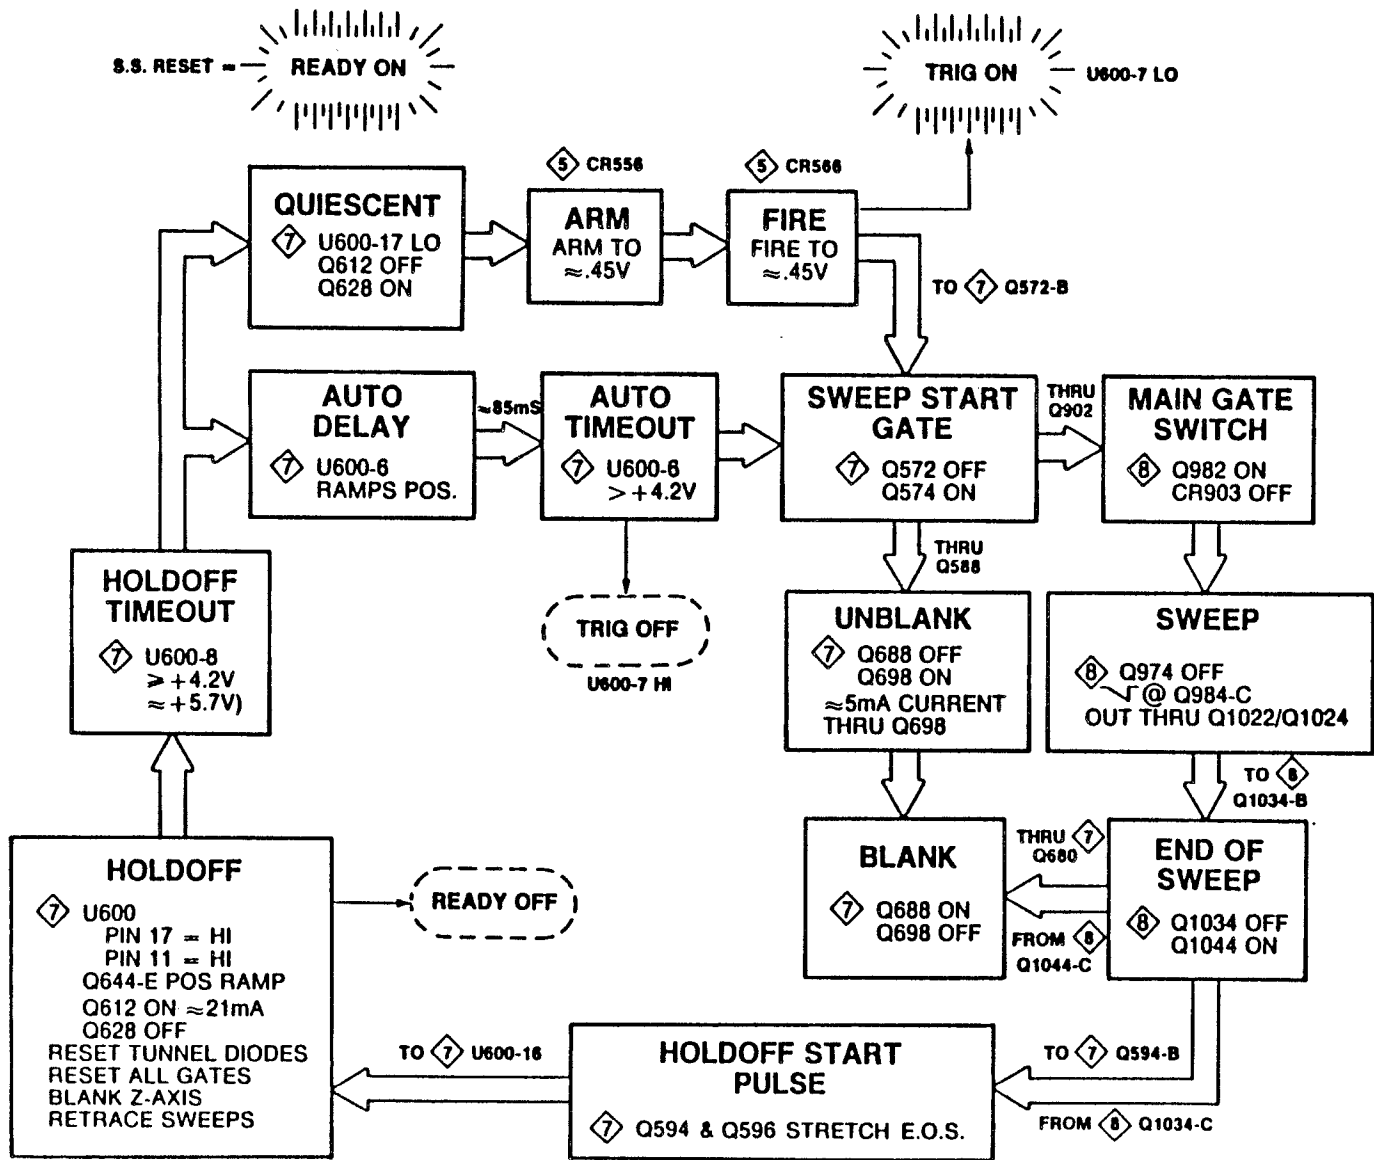 S.S. RESET ≈
READY ON
TRIG ON
U600-7 LO
5 CR556
5 CR566
QUIESCENT
7 U600-17 LO
Q612 OFF
Q628 ON
ARM
ARM TO
≈.45V
FIRE
FIRE TO
≈.45V
TO 7 Q572-B
AUTO
DELAY
7 U600-6
RAMPS POS.
≈85mS
AUTO
TIMEOUT
7 U600-6
> +4.2V
SWEEP START
GATE
7 Q572 OFF
Q574 ON
THRU
Q902
MAIN GATE
SWITCH
8 Q982 ON
CR903 OFF
THRU
Q588
HOLDOFF
TIMEOUT
7 U600-8
⩾ +4.2V
≈ +5.7V)
TRIG OFF
U600-7 HI
UNBLANK
7 Q688 OFF
Q698 ON
≈5mA CURRENT
THRU Q698
SWEEP
8 Q974 OFF
@ Q984-C
OUT THRU Q1022/Q1024
TO 8
Q1034-B
HOLDOFF
7 U600
PIN 17 = HI
PIN 11 = HI
Q644-E POS RAMP
Q612 ON ≈21mA
Q628 OFF
RESET TUNNEL DIODES
RESET ALL GATES
BLANK Z-AXIS
RETRACE SWEEPS
READY OFF
BLANK
7 Q688 ON
Q698 OFF
THRU 7
Q680
FROM 8
Q1044-C
END OF
SWEEP
8 Q1034 OFF
Q1044 ON
TO 7 U600-16
HOLDOFF START
PULSE
7 Q594 & Q596 STRETCH E.O.S.
TO 7 Q594-B
FROM 8 Q1034-C